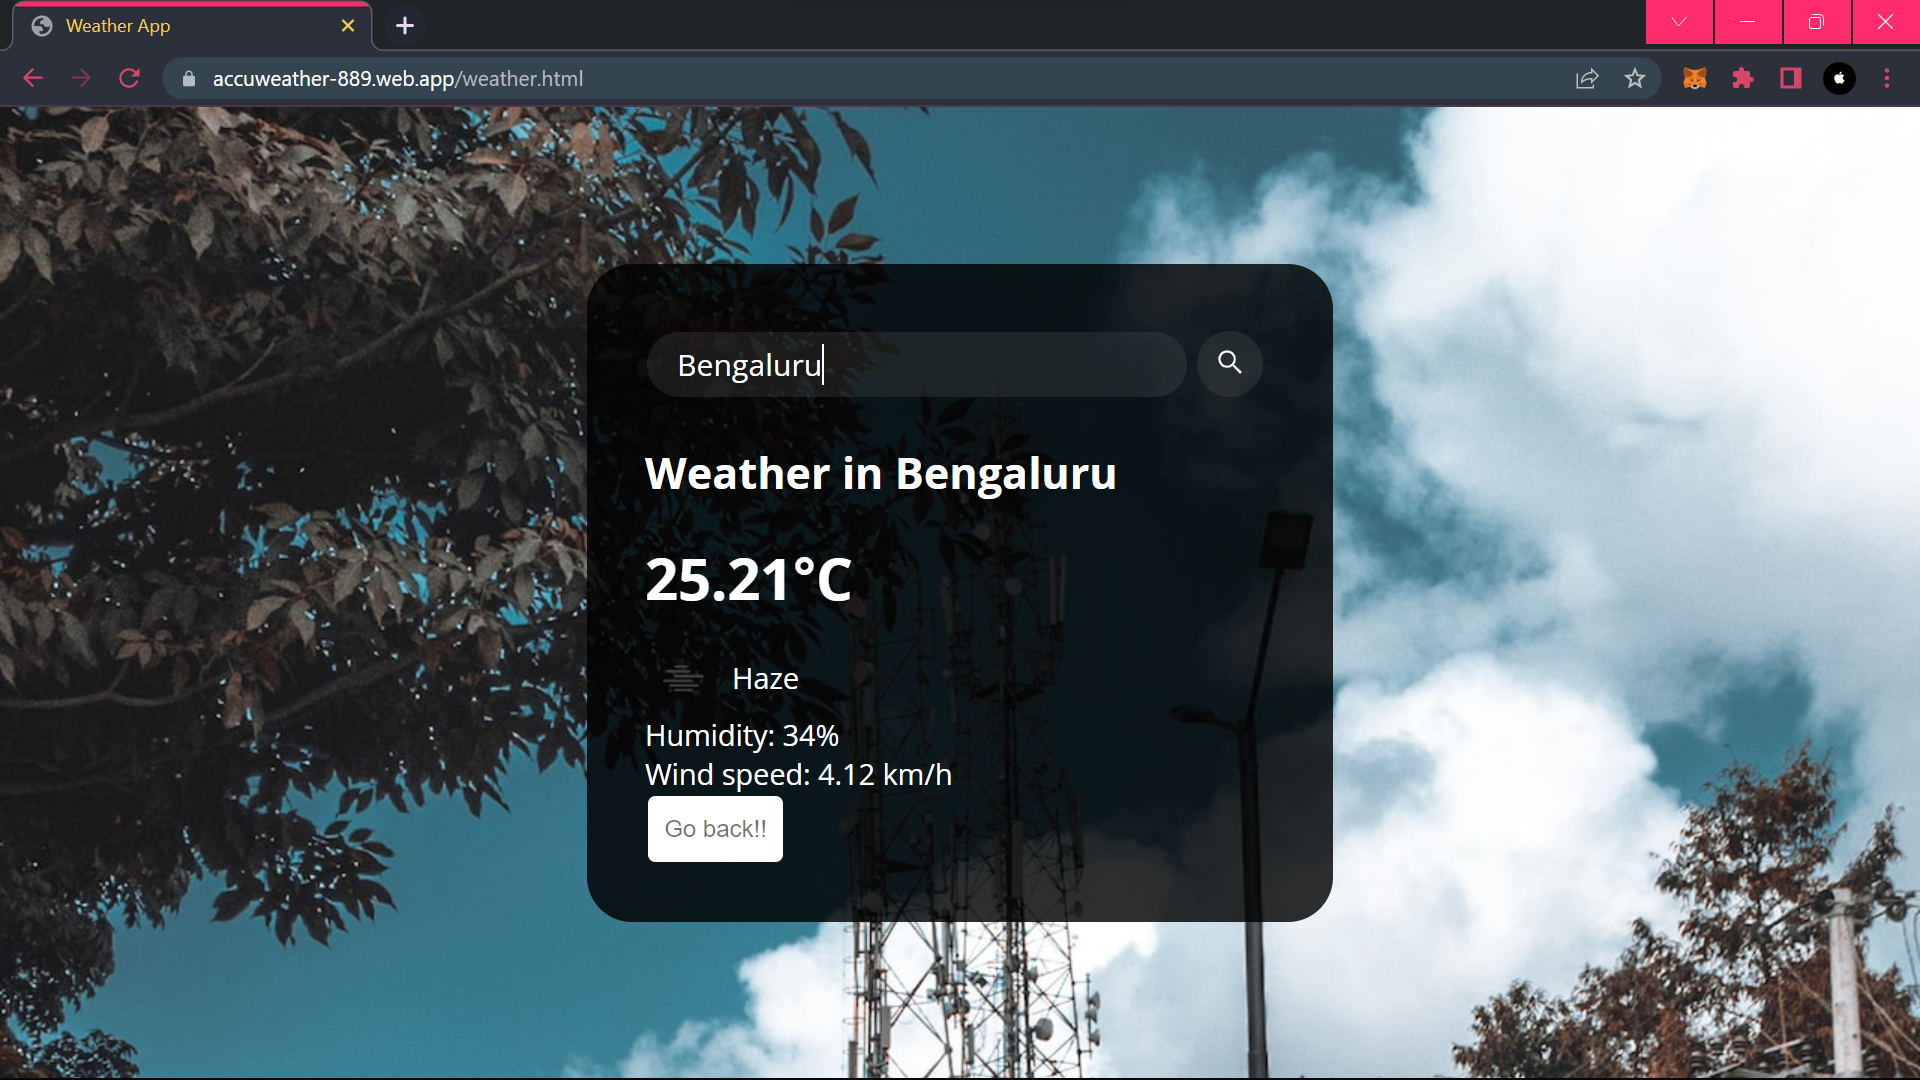 Weather App
accuweather-889.web.app/weather.html
Bengaluru
Weather in Bengaluru
25.21°C
Haze
Humidity: 34%
Wind speed: 4.12 km/h
Go back!!